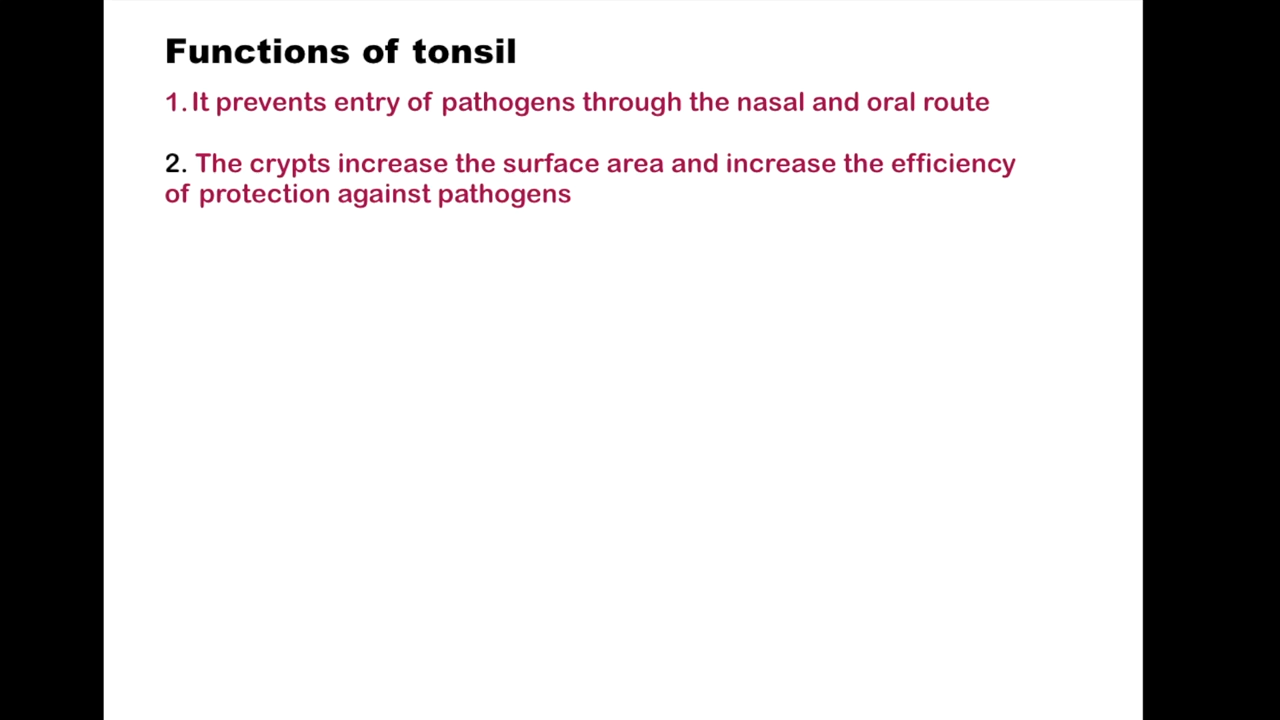 Functions of tonsil
1. It prevents entry of pathogens through the nasal and oral route
2. The crypts increase the surface area and increase the efficiency
of protection against pathogens